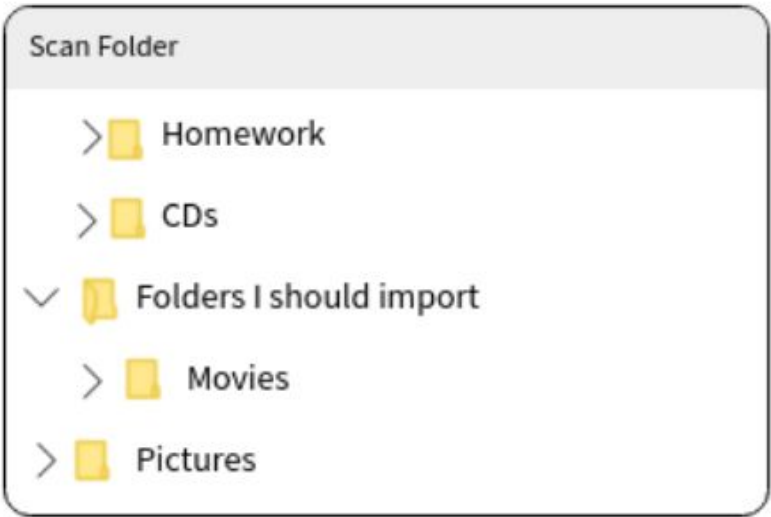 Scan Folder
Homework
CDs
Folders I should import
Movies
Pictures